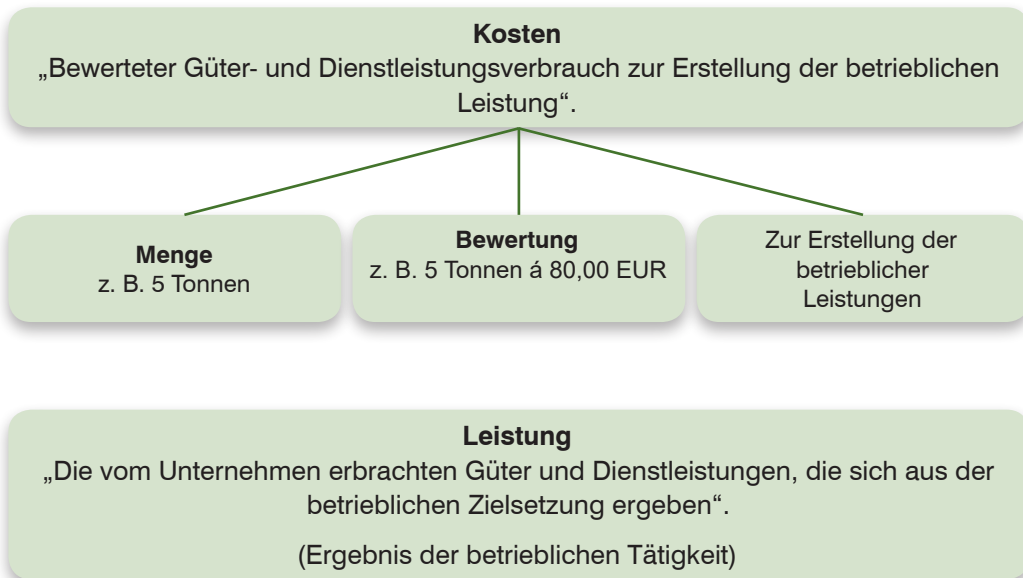 Kosten
„Bewerteter Güter- und Dienstleistungsverbrauch zur Erstellung der betrieblichen
Leistung“.
Menge
z. B. 5 Tonnen
Bewertung
z. B. 5 Tonnen á 80,00 EUR
Zur Erstellung der
betrieblicher
Leistungen
Leistung
„Die vom Unternehmen erbrachten Güter und Dienstleistungen, die sich aus der
betrieblichen Zielsetzung ergeben“.
(Ergebnis der betrieblichen Tätigkeit)